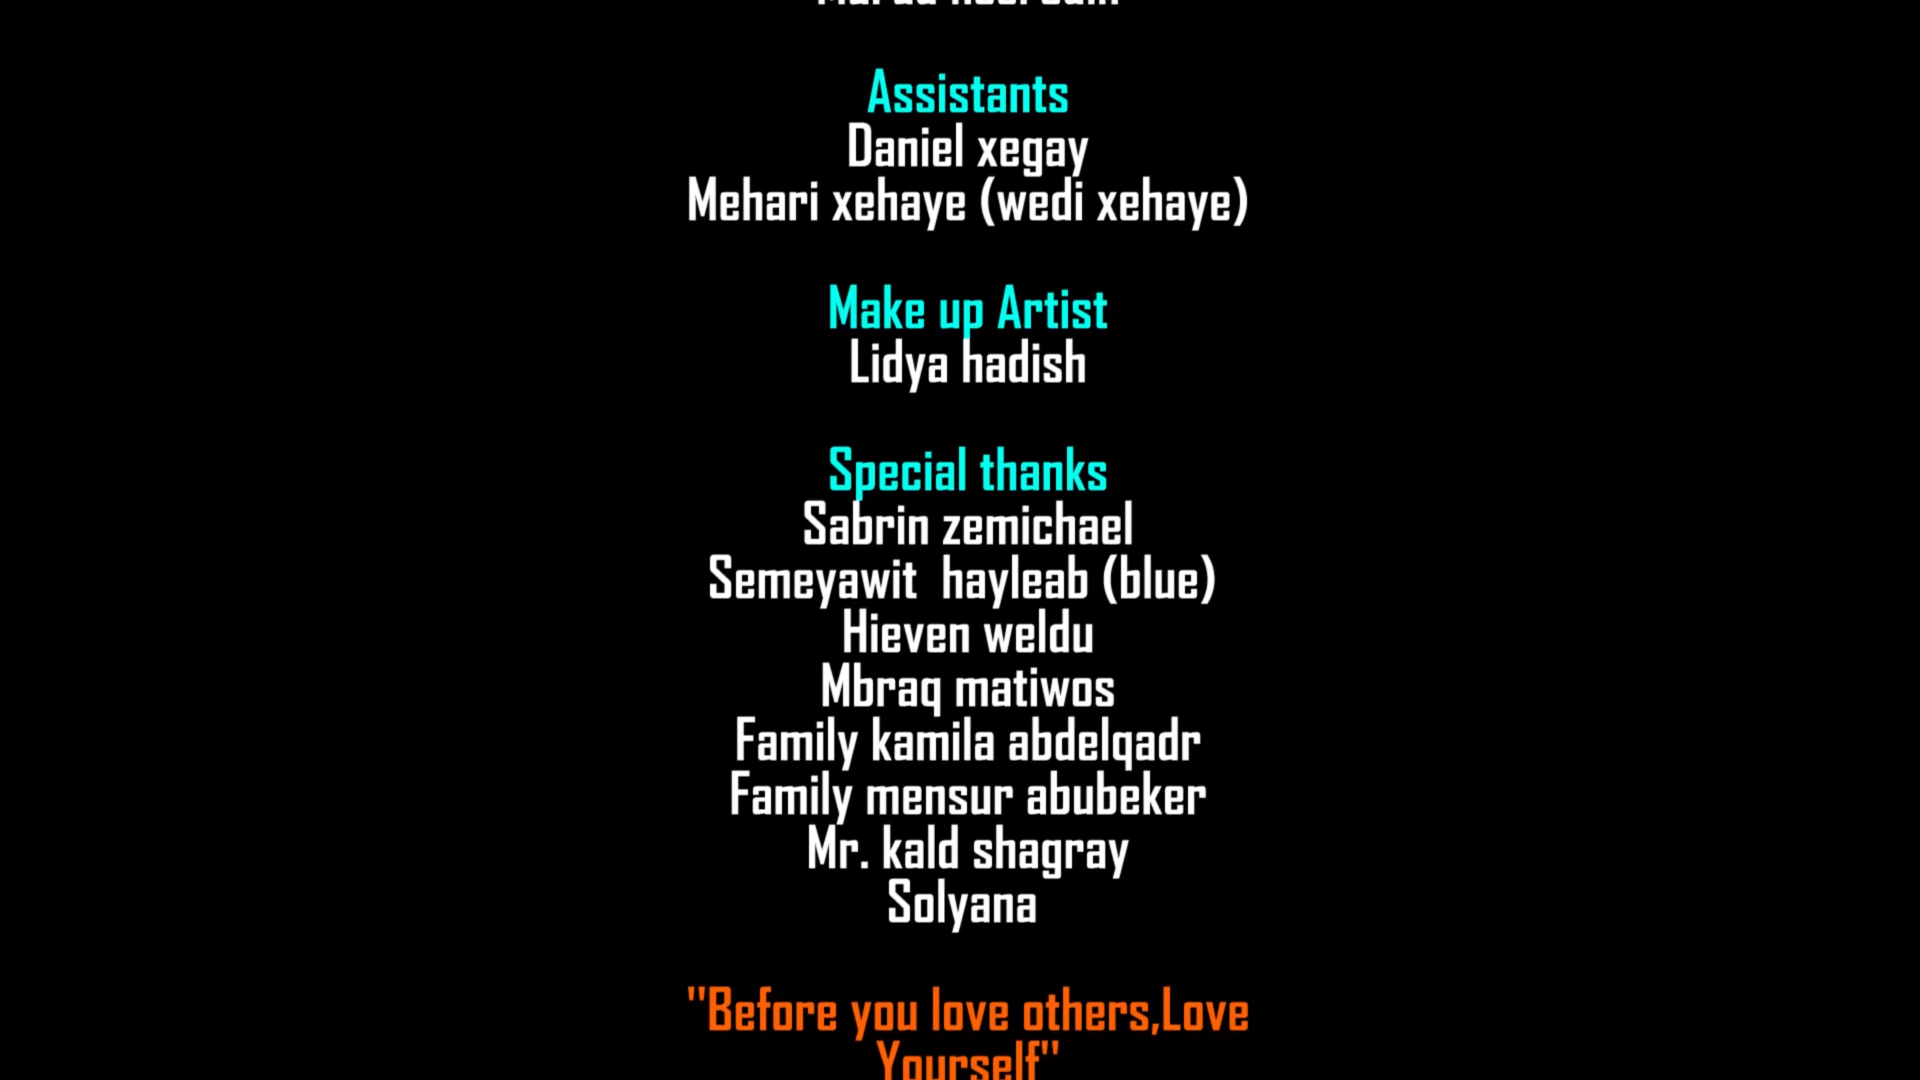 Assistants
Daniel xegay
Mehari xehaye (wedi xehaye)
Make up Artist
Lidya hadish
Special thanks
Sabrin zemichael
Semeyawit  hayleab (blue)
Hieven weldu
Mbraq matiwos
Family kamila abdelqadr
Family mensur abubeker
Mr. kald shagray
Solyana
"Before you love others,Love
Yourself"